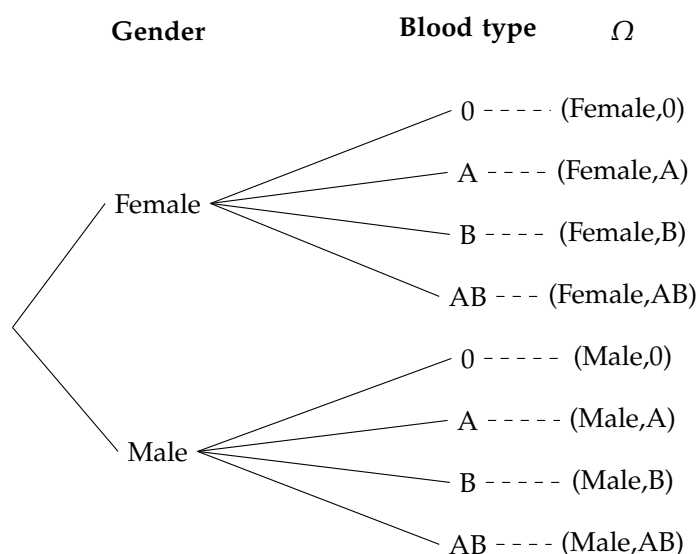 Gender Blood type Ω
0 (Female,0)
A (Female,A)
Female
B (Female,B)
AB (Female,AB)
0 (Male,0)
A (Male,A)
Male
B (Male,B)
AB (Male,AB)